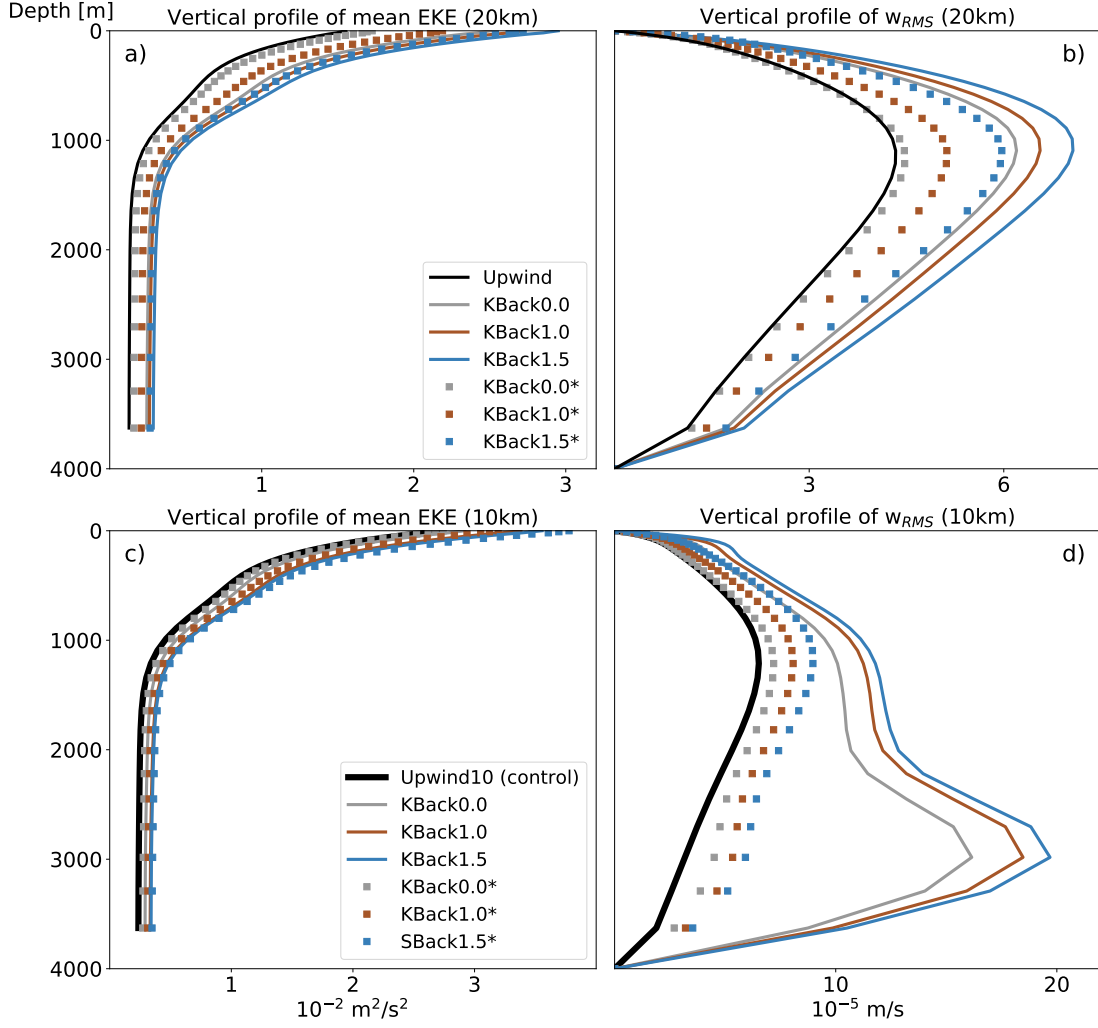 Depth [m]
Vertical profile of mean EKE (20km)
Vertical profile of w_RMS (20km)
0
1000
2000
3000
4000
a)
b)
Upwind
KBack0.0
KBack1.0
KBack1.5
KBack0.0*
KBack1.0*
KBack1.5*
1 2 3
3 6
Vertical profile of mean EKE (10km)
Vertical profile of w_RMS (10km)
0
1000
2000
3000
4000
c)
d)
Upwind10 (control)
KBack0.0
KBack1.0
KBack1.5
KBack0.0*
KBack1.0*
SBack1.5*
1 2 3
10 20
10⁻² m²/s²
10⁻⁵ m/s